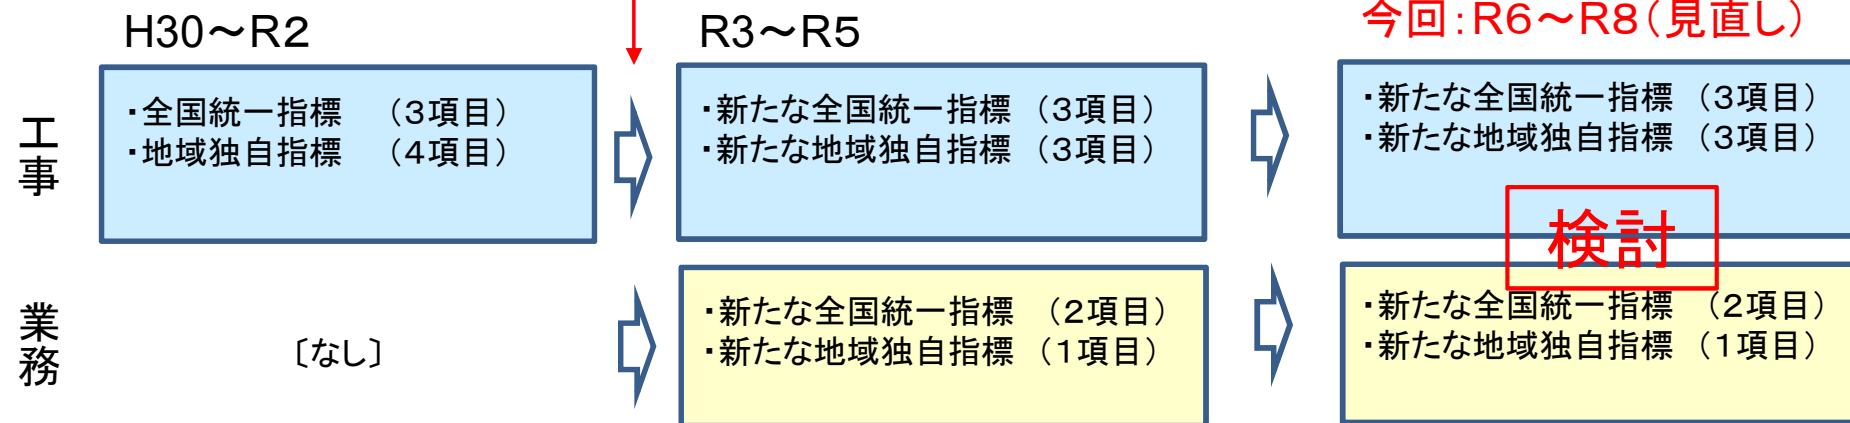 H30～R2
R3～R5
今回：R6～R8（見直し）
工事
・全国統一指標　（3項目）
・地域独自指標　（4項目）
・新たな全国統一指標（3項目）
・新たな地域独自指標（3項目）
・新たな全国統一指標（3項目）
・新たな地域独自指標（3項目）
検討
業務
〔なし〕
・新たな全国統一指標　（2項目）
・新たな地域独自指標（1項目）
・新たな全国統一指標　（2項目）
・新たな地域独自指標（1項目）